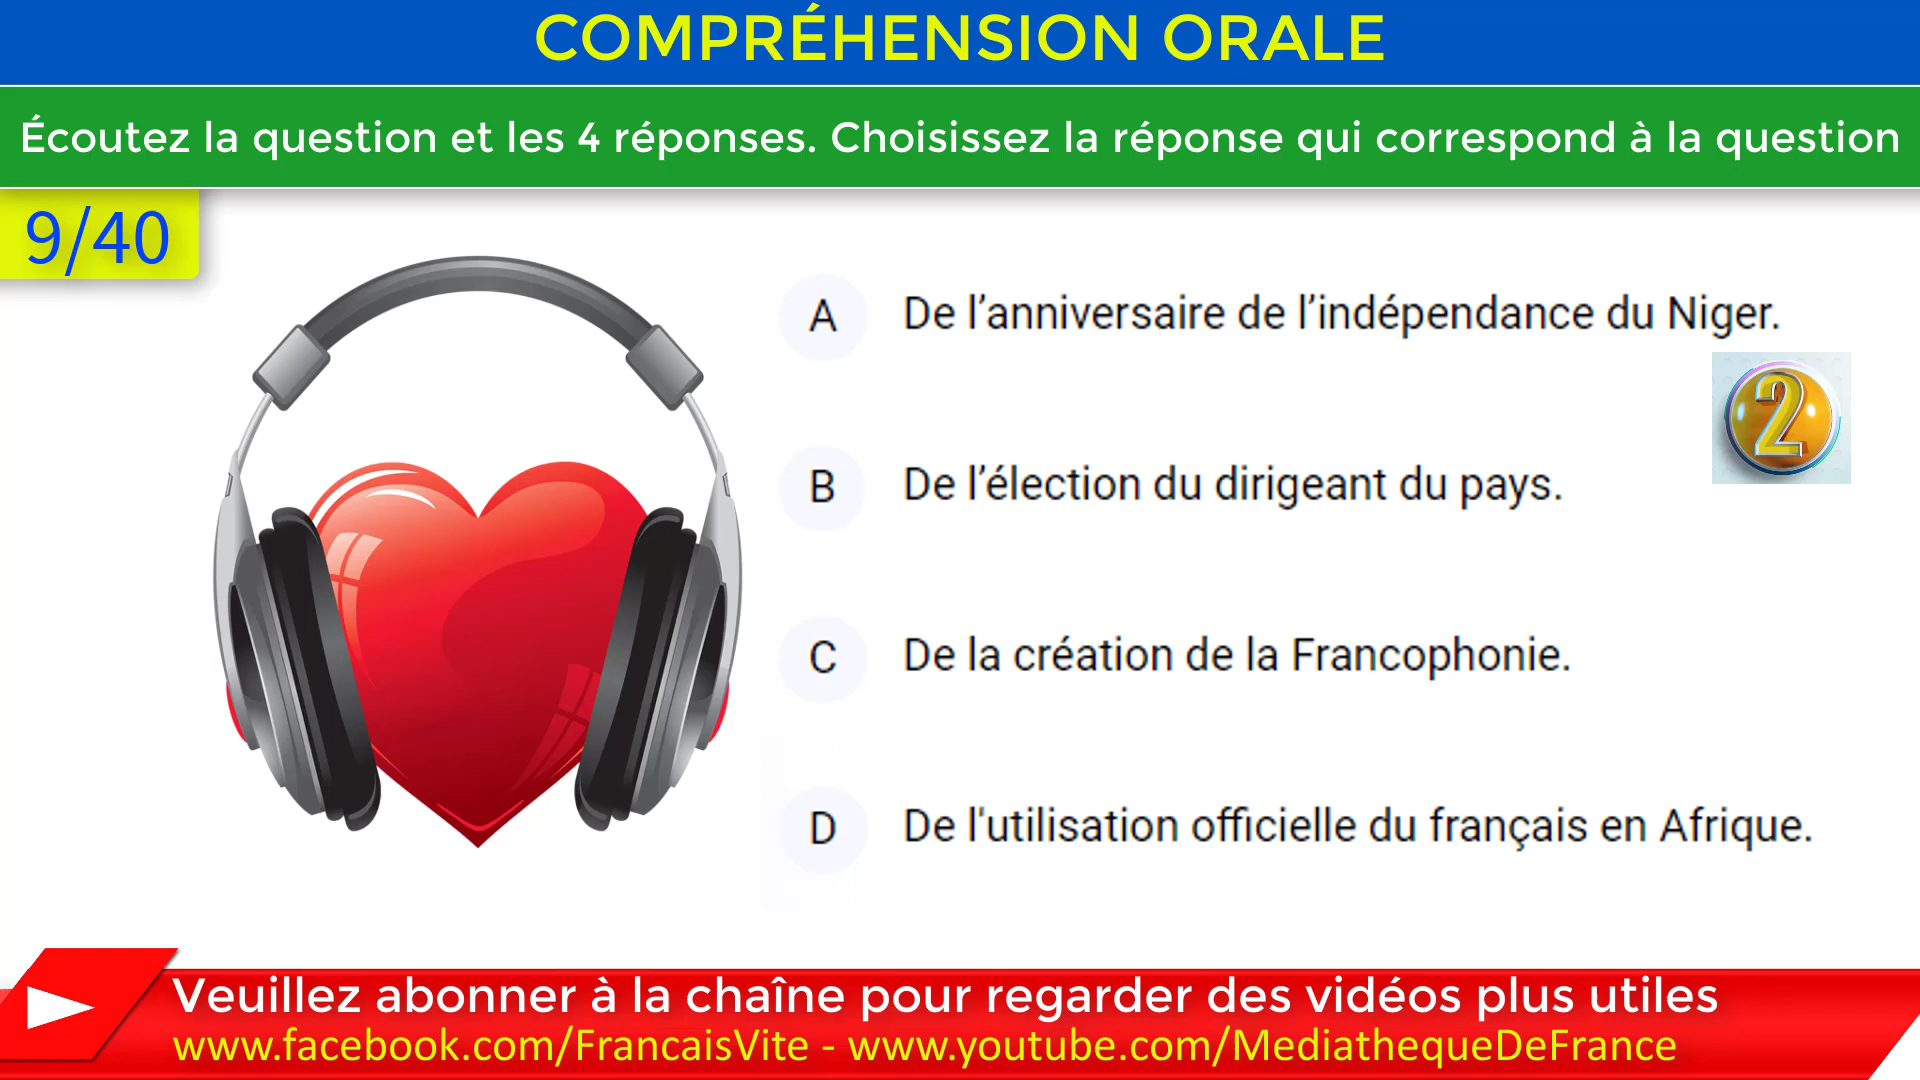 COMPRÉHENSION ORALE
Écoutez la question et les 4 réponses. Choisissez la réponse qui correspond à la question
9/40
A De l’anniversaire de l’indépendance du Niger.
2
B De l’élection du dirigeant du pays.
C De la création de la Francophonie.
D De l'utilisation officielle du français en Afrique.
Veuillez abonner à la chaîne pour regarder des vidéos plus utiles
www.facebook.com/FrancaisVite - www.youtube.com/MediathequeDeFrance